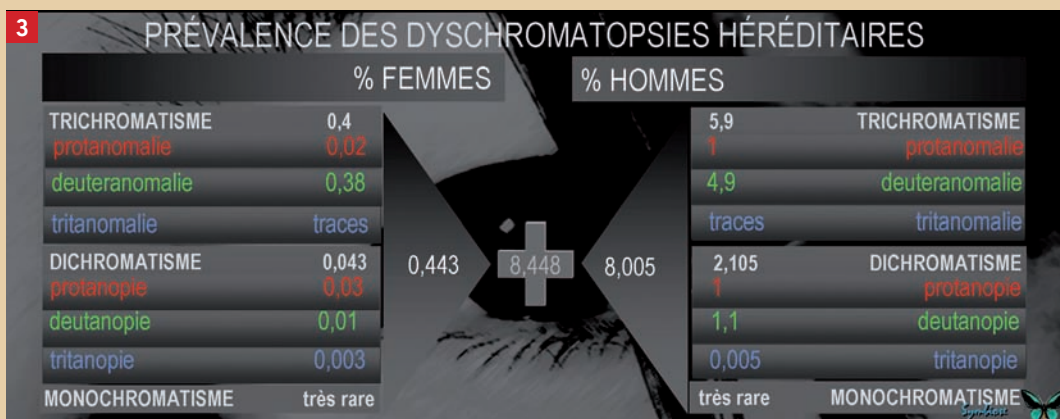 3
PRÉVALENCE DES DYSCHROMATOPSIES HÉRÉDITAIRES
% FEMMES
TRICHROMATISME 0,4
protanomalie 0,02
deuteranomalie 0,38
tritanomalie traces
DICHROMATISME 0,043
protanopie 0,03
deutanopie 0,01
tritanopie 0,003
MONOCHROMATISME très rare
0,443
8,448
8,005
% HOMMES
5,9 TRICHROMATISME
1 protanomalie
4,9 deuteranomalie
traces tritanomalie
2,105 DICHROMATISME
1 protanopie
1,1 deutanopie
0,005 tritanopie
très rare MONOCHROMATISME